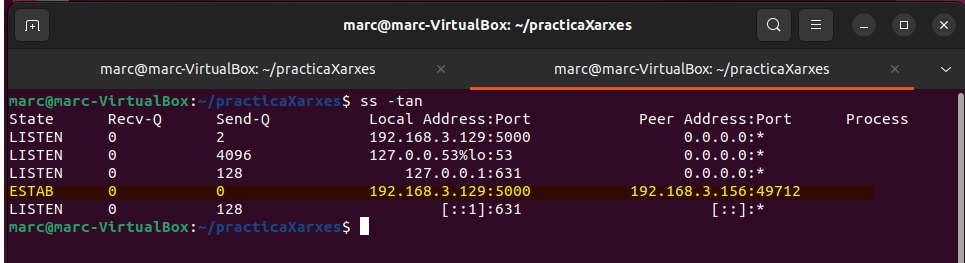 marc@marc-VirtualBox: ~/practicaXarxes
marc@marc-VirtualBox: ~/practicaXarxes × marc@marc-VirtualBox: ~/practicaXarxes ×
marc@marc-VirtualBox:~/practicaXarxes$ ss -tan
State Recv-Q Send-Q Local Address:Port Peer Address:Port Process
LISTEN 0 2 192.168.3.129:5000 0.0.0.0:*
LISTEN 0 4096 127.0.0.53%lo:53 0.0.0.0:*
LISTEN 0 128 127.0.0.1:631 0.0.0.0:*
ESTAB 0 0 192.168.3.129:5000 192.168.3.156:49712
LISTEN 0 128 [::1]:631 [::]:*
marc@marc-VirtualBox:~/practicaXarxes$